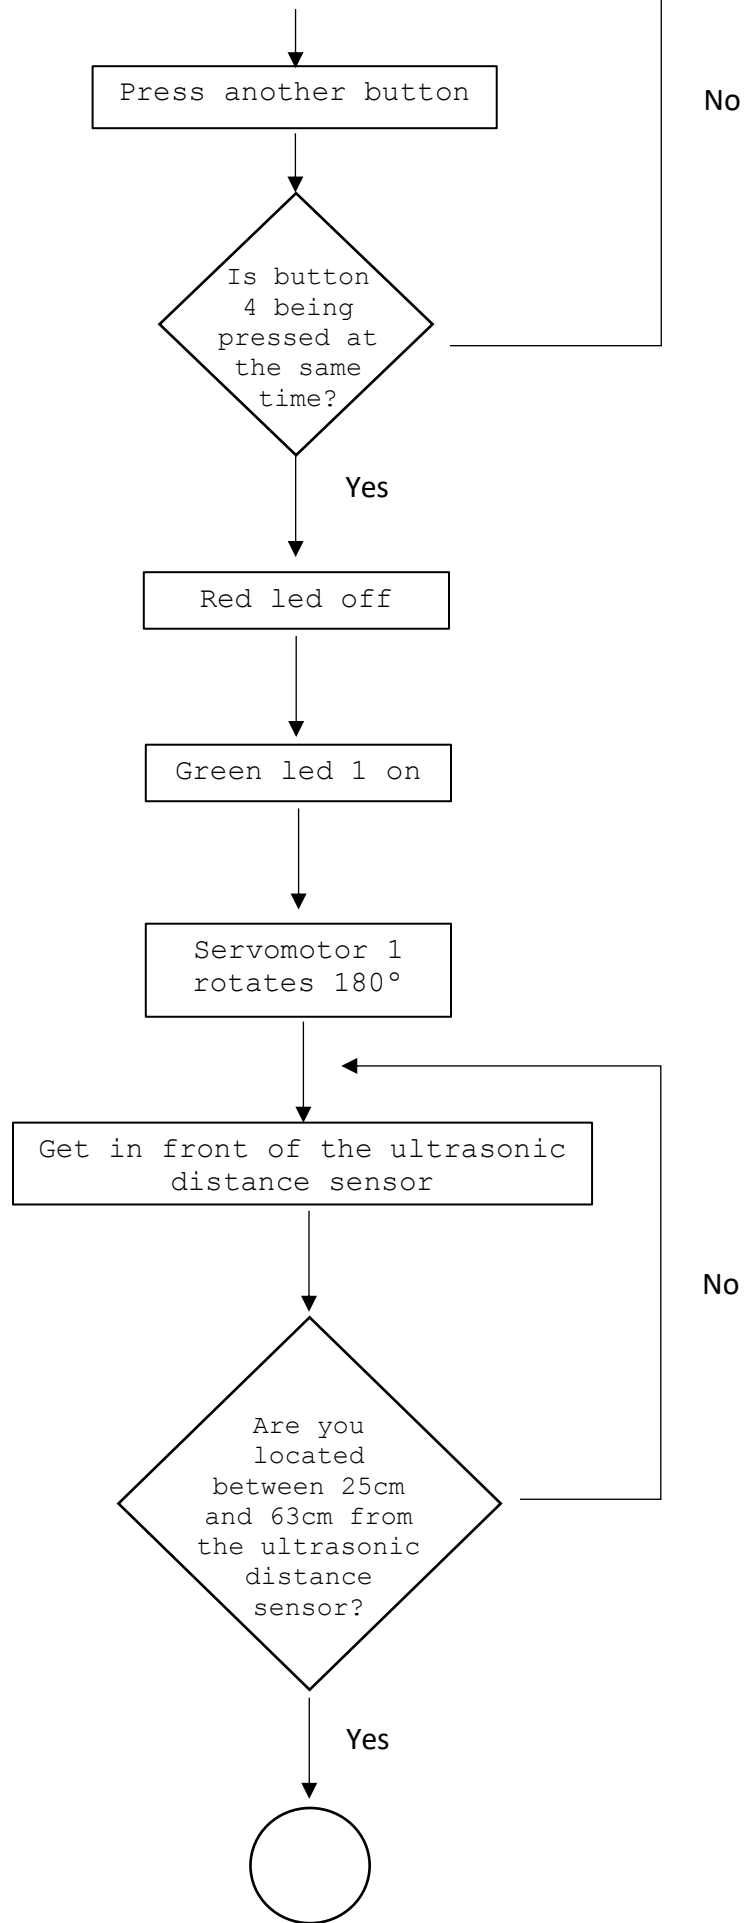 Press another button
No
Is button
4 being
pressed at
the same
time?
Yes
Red led off
Green led 1 on
Servomotor 1
rotates 180°
Get in front of the ultrasonic
distance sensor
No
Are you
located
between 25cm
and 63cm from
the ultrasonic
distance
sensor?
Yes